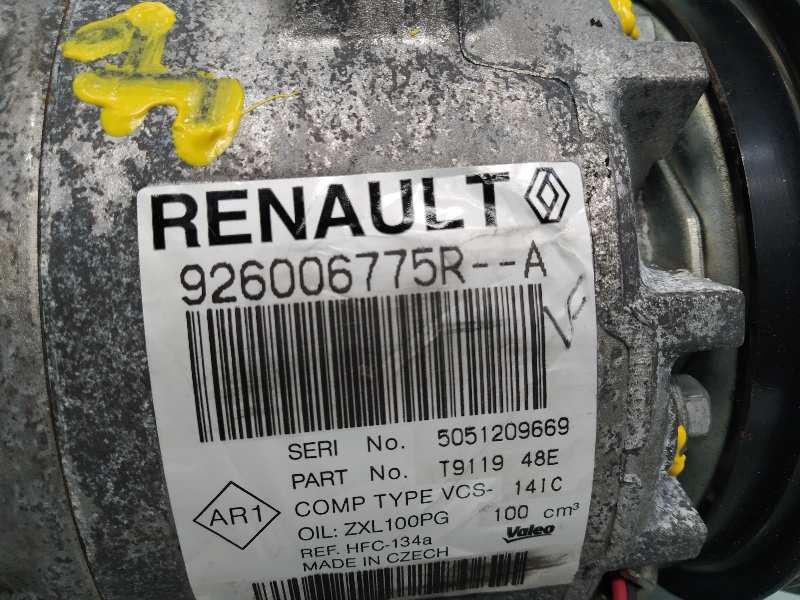 RENAULT
926006775R--A
SERI No. 5051209669
PART No. T9119 48E
COMP TYPE VCS- 14IC
OIL: ZXL100PG 100 cm³
REF. HFC-134a
MADE IN CZECH
AR1
Valeo